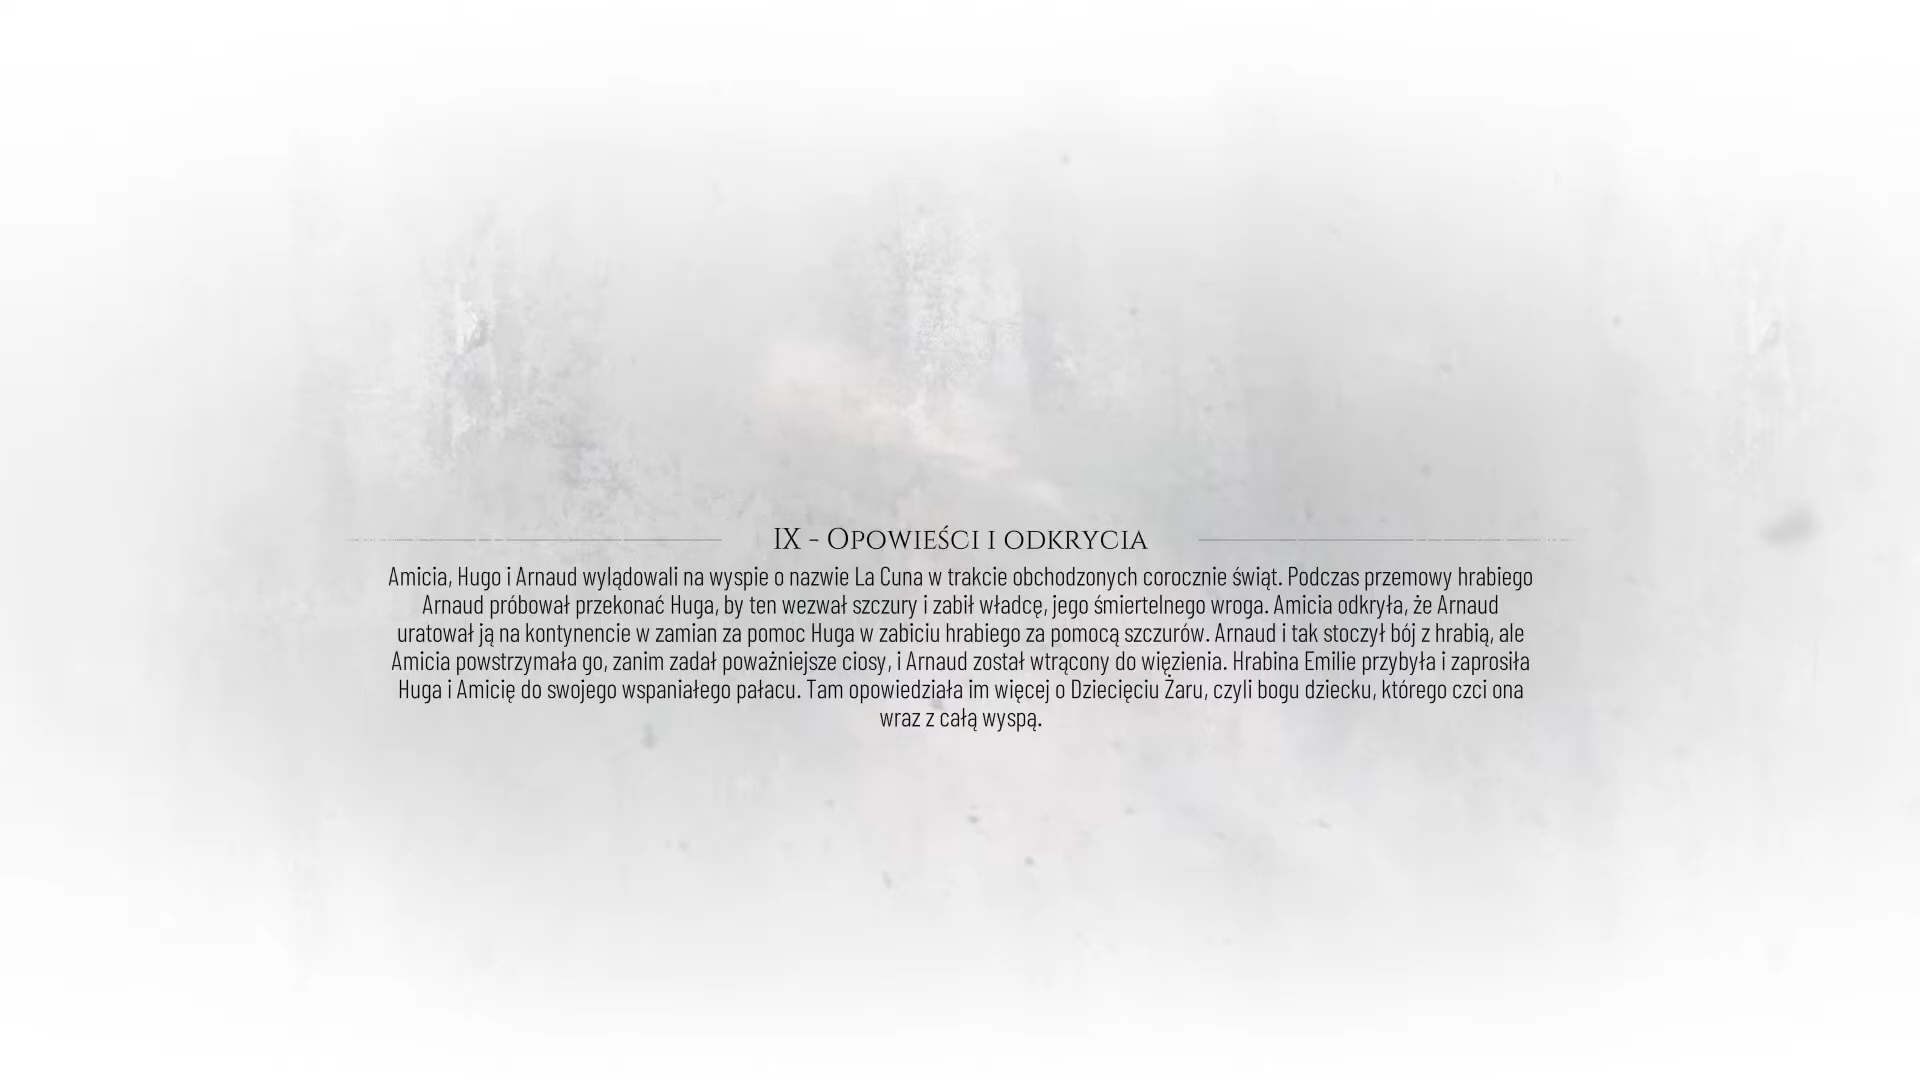 IX - Opowieści i odkrycia
Amicia, Hugo i Arnaud wylądowali na wyspie o nazwie La Cuna w trakcie obchodzonych corocznie świąt. Podczas przemowy hrabiego
Arnaud próbował przekonać Huga, by ten wezwał szczury i zabił władcę, jego śmiertelnego wroga. Amicia odkryła, że Arnaud
uratował ją na kontynencie w zamian za pomoc Huga w zabiciu hrabiego za pomocą szczurów. Arnaud i tak stoczył bój z hrabią, ale
Amicia powstrzymała go, zanim zadał poważniejsze ciosy, i Arnaud został wtrącony do więzienia. Hrabina Emilie przybyła i zaprosiła
Huga i Amicię do swojego wspaniałego pałacu. Tam opowiedziała im więcej o Dziecięciu Żaru, czyli bogu dziecku, którego czci ona
wraz z całą wyspą.